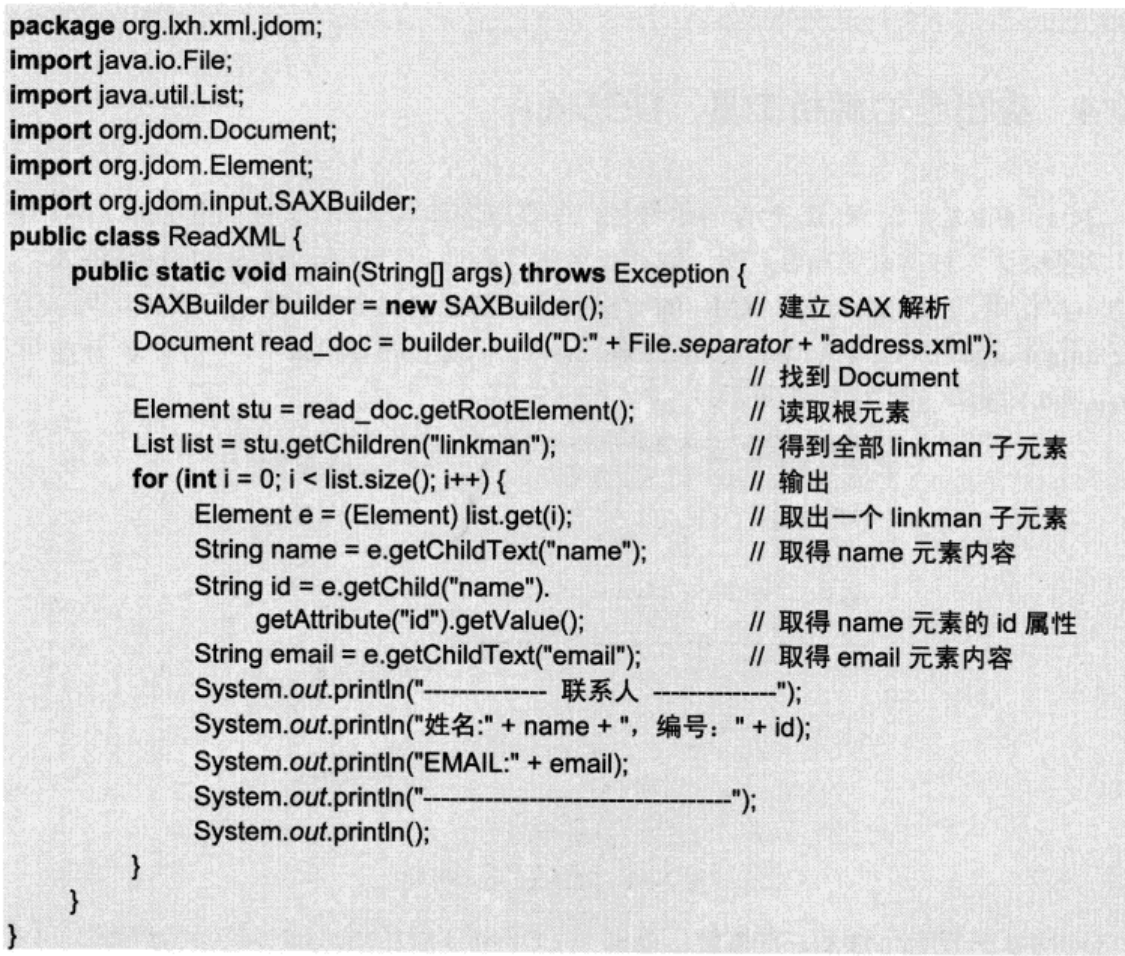 package org.lxh.xml.jdom;
import java.io.File;
import java.util.List;
import org.jdom.Document;
import org.jdom.Element;
import org.jdom.input.SAXBuilder;
public class ReadXML {
    public static void main(String[] args) throws Exception {
        SAXBuilder builder = new SAXBuilder(); // 建立 SAX 解析
        Document read_doc = builder.build("D:" + File.separator + "address.xml");
        // 找到 Document
        Element stu = read_doc.getRootElement(); // 读取根元素
        List list = stu.getChildren("linkman"); // 得到全部 linkman 子元素
        for (int i = 0; i < list.size(); i++) { // 输出
            Element e = (Element) list.get(i); // 取出一个 linkman 子元素
            String name = e.getChildText("name"); // 取得 name 元素内容
            String id = e.getChild("name").
                getAttribute("id").getValue(); // 取得 name 元素的 id 属性
            String email = e.getChildText("email"); // 取得 email 元素内容
            System.out.println("-------------- 联系人 --------------");
            System.out.println("姓名:" + name + "，编号：" + id);
            System.out.println("EMAIL:" + email);
            System.out.println("-----------------------------------");
            System.out.println();
        }
    }
}